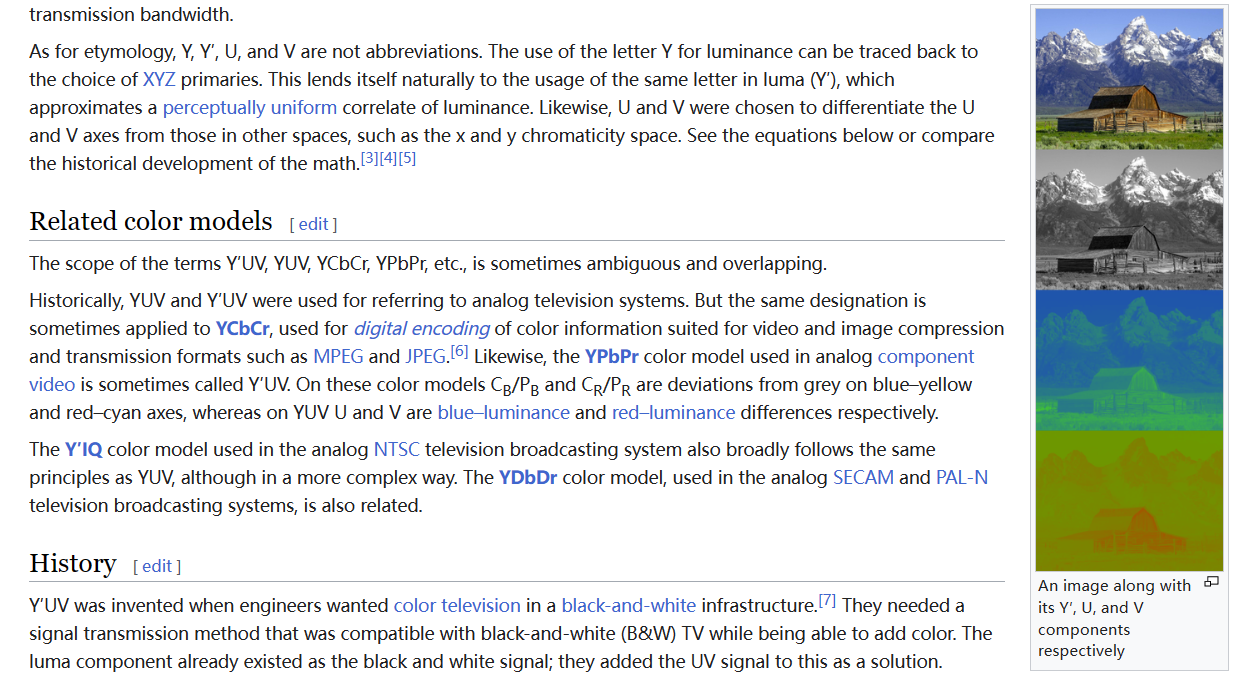 transmission bandwidth.
As for etymology, Y, Y′, U, and V are not abbreviations. The use of the letter Y for luminance can be traced back to
the choice of XYZ primaries. This lends itself naturally to the usage of the same letter in luma (Y′), which
approximates a perceptually uniform correlate of luminance. Likewise, U and V were chosen to differentiate the U
and V axes from those in other spaces, such as the x and y chromaticity space. See the equations below or compare
the historical development of the math.[3][4][5]
Related color models [ edit ]
The scope of the terms Y′UV, YUV, YCbCr, YPbPr, etc., is sometimes ambiguous and overlapping.
Historically, YUV and Y′UV were used for referring to analog television systems. But the same designation is
sometimes applied to YCbCr, used for digital encoding of color information suited for video and image compression
and transmission formats such as MPEG and JPEG.[6] Likewise, the YPbPr color model used in analog component
video is sometimes called Y′UV. On these color models CB/PB and CR/PR are deviations from grey on blue–yellow
and red–cyan axes, whereas on YUV U and V are blue–luminance and red–luminance differences respectively.
The Y′IQ color model used in the analog NTSC television broadcasting system also broadly follows the same
principles as YUV, although in a more complex way. The YDbDr color model, used in the analog SECAM and PAL-N
television broadcasting systems, is also related.
History [ edit ]
Y′UV was invented when engineers wanted color television in a black-and-white infrastructure.[7] They needed a
signal transmission method that was compatible with black-and-white (B&W) TV while being able to add color. The
luma component already existed as the black and white signal; they added the UV signal to this as a solution.
An image along with
its Y′, U, and V
components
respectively